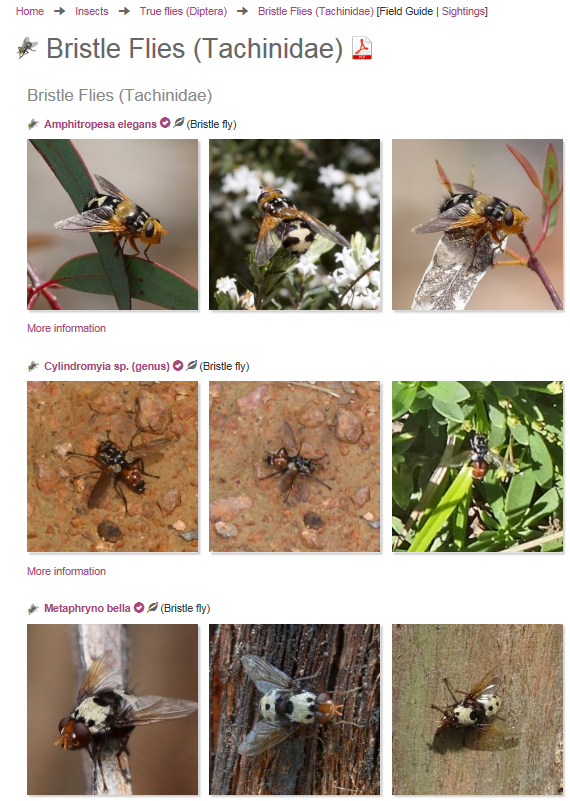 Home → Insects → True flies (Diptera) → Bristle Flies (Tachinidae) [Field Guide | Sightings]
Bristle Flies (Tachinidae)
Bristle Flies (Tachinidae)
Amphitropesa elegans (Bristle fly)
More information
Cylindromyia sp. (genus) (Bristle fly)
More information
Metaphryno bella (Bristle fly)